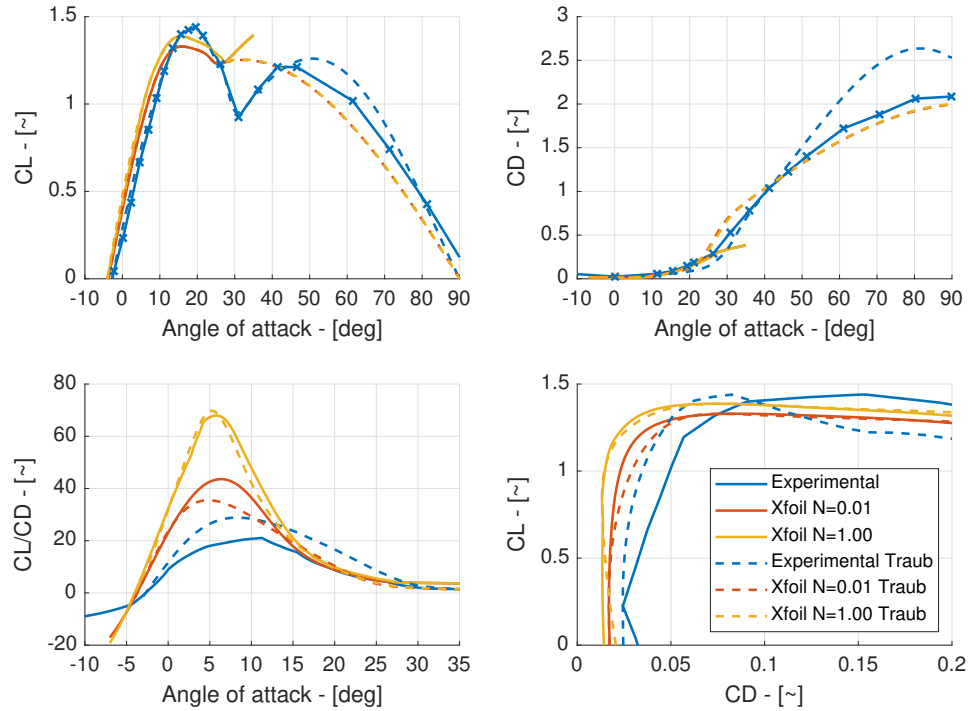 1.5
1
0.5
0
CL - [~]
-10 0 10 20 30 40 50 60 70 80 90
Angle of attack - [deg]
3
2.5
2
1.5
1
0.5
0
CD - [~]
-10 0 10 20 30 40 50 60 70 80 90
Angle of attack - [deg]
80
60
40
20
0
-20
CL/CD - [~]
-10 -5 0 5 10 15 20 25 30 35
Angle of attack - [deg]
1.5
1
0.5
0
CL - [~]
Experimental
Xfoil N=0.01
Xfoil N=1.00
Experimental Traub
Xfoil N=0.01 Traub
Xfoil N=1.00 Traub
0 0.05 0.1 0.15 0.2
CD - [~]